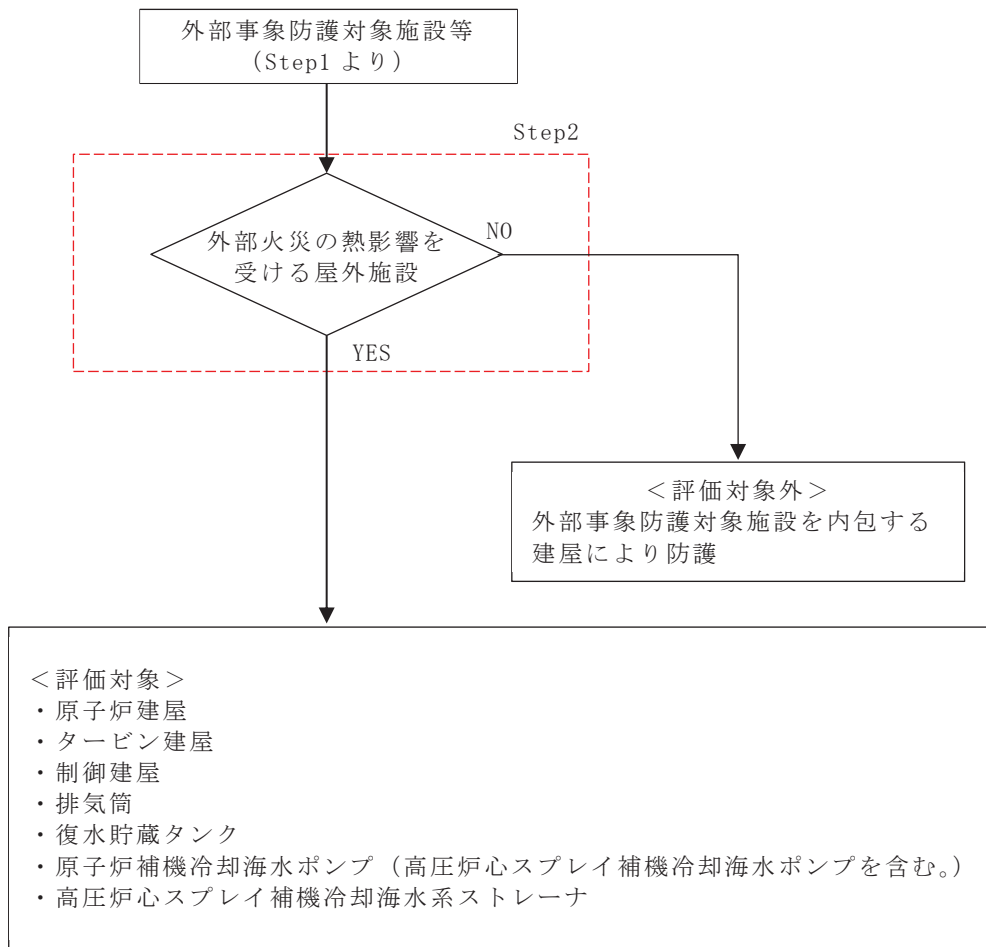 外部事象防護対象施設等
（Step1 より）
Step2
外部火災の熱影響を
受ける屋外施設
NO
YES
＜評価対象外＞
外部事象防護対象施設を内包する
建屋により防護
＜評価対象＞
・原子炉建屋
・タービン建屋
・制御建屋
・排気筒
・復水貯蔵タンク
・原子炉補機冷却海水ポンプ（高圧炉心スプレイ補機冷却海水ポンプを含む。）
・高圧炉心スプレイ補機冷却海水系ストレーナ